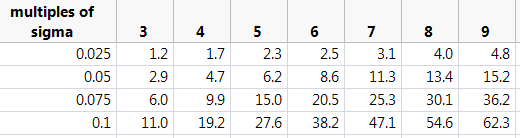 multiples of
sigma 3 4 5 6 7 8 9
0.025 1.2 1.7 2.3 2.5 3.1 4.0 4.8
0.05 2.9 4.7 6.2 8.6 11.3 13.4 15.2
0.075 6.0 9.9 15.0 20.5 25.3 30.1 36.2
0.1 11.0 19.2 27.6 38.2 47.1 54.6 62.3